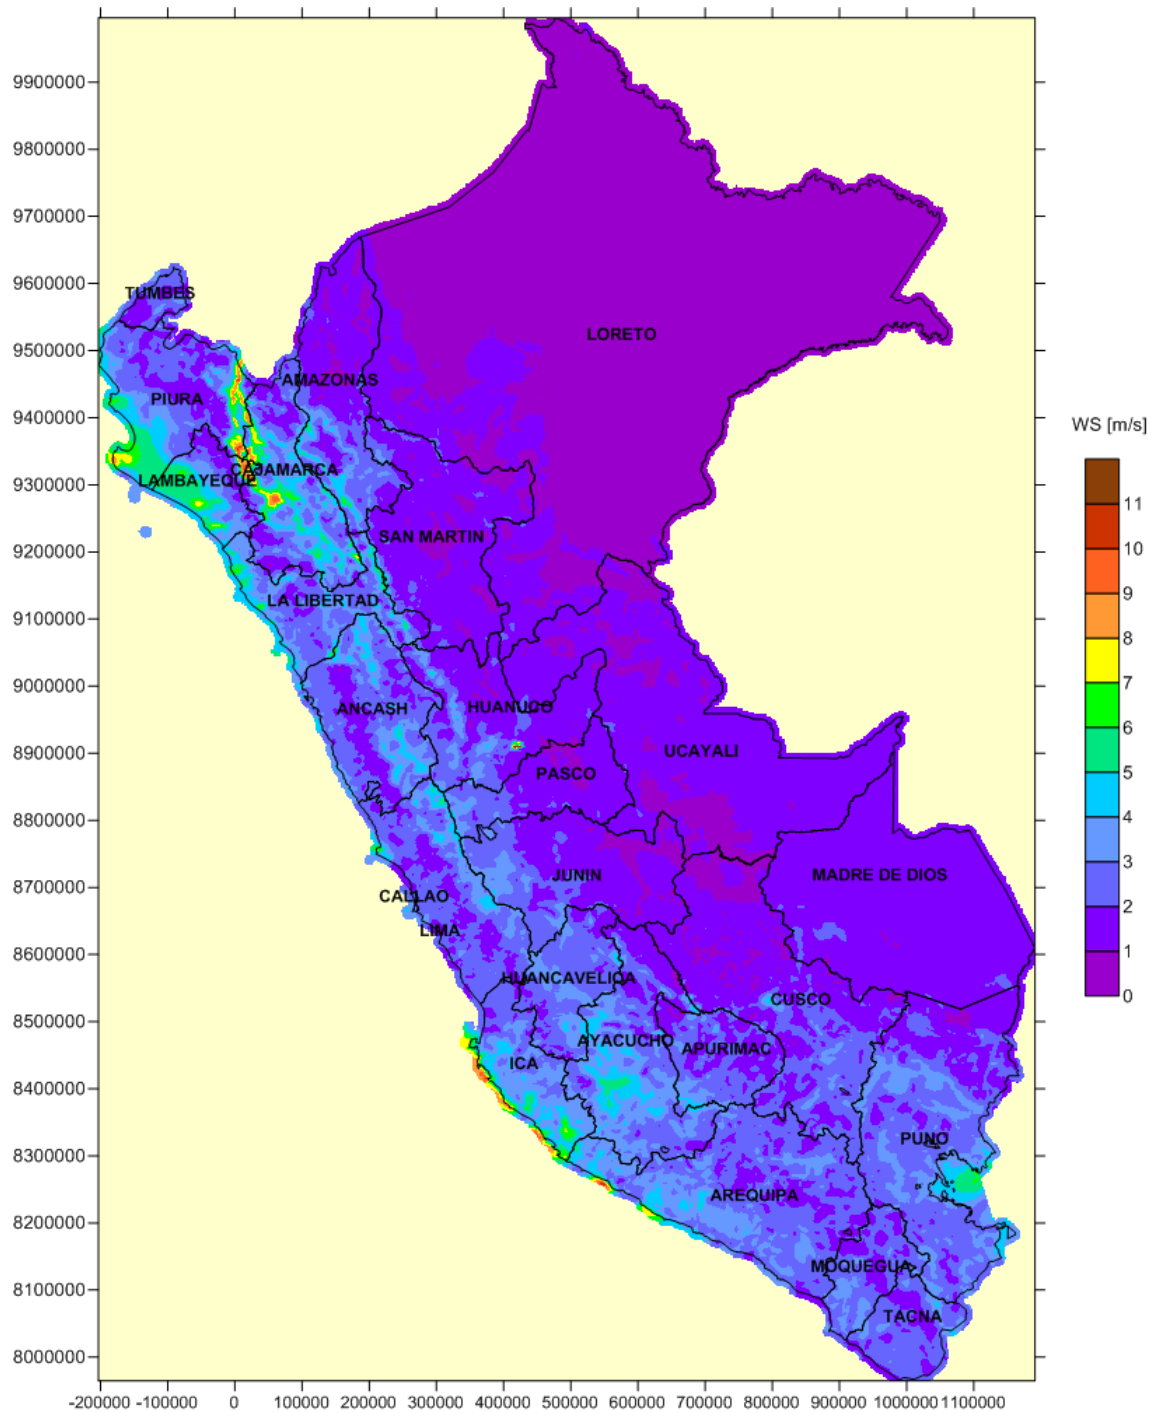 9900000
9800000
9700000
9600000
TUMBES
LORETO
9500000
AMAZONAS
PIURA
9400000
WS [m/s]
CAJAMARCA
LAMBAYEQUE
9300000
11
SAN MARTIN
10
9200000
9
LA LIBERTAD
9100000
8
7
9000000
ANCASH
HUANUCO
6
UCAYALI
8900000
5
PASCO
4
8800000
3
JUNIN
MADRE DE DIOS
8700000
CALLAO
2
LIMA
1
8600000
HUANCAVELICA
0
CUSCO
8500000
AYACUCHO
APURIMAC
ICA
8400000
PUNO
8300000
AREQUIPA
8200000
MOQUEGUA
8100000
TACNA
8000000
-200000 -100000 0 100000 200000 300000 400000 500000 600000 700000 800000 900000 1000000 1100000